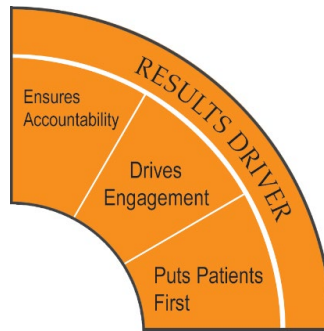 RESULTS DRIVER
Ensures
Accountability
Drives
Engagement
Puts Patients
First